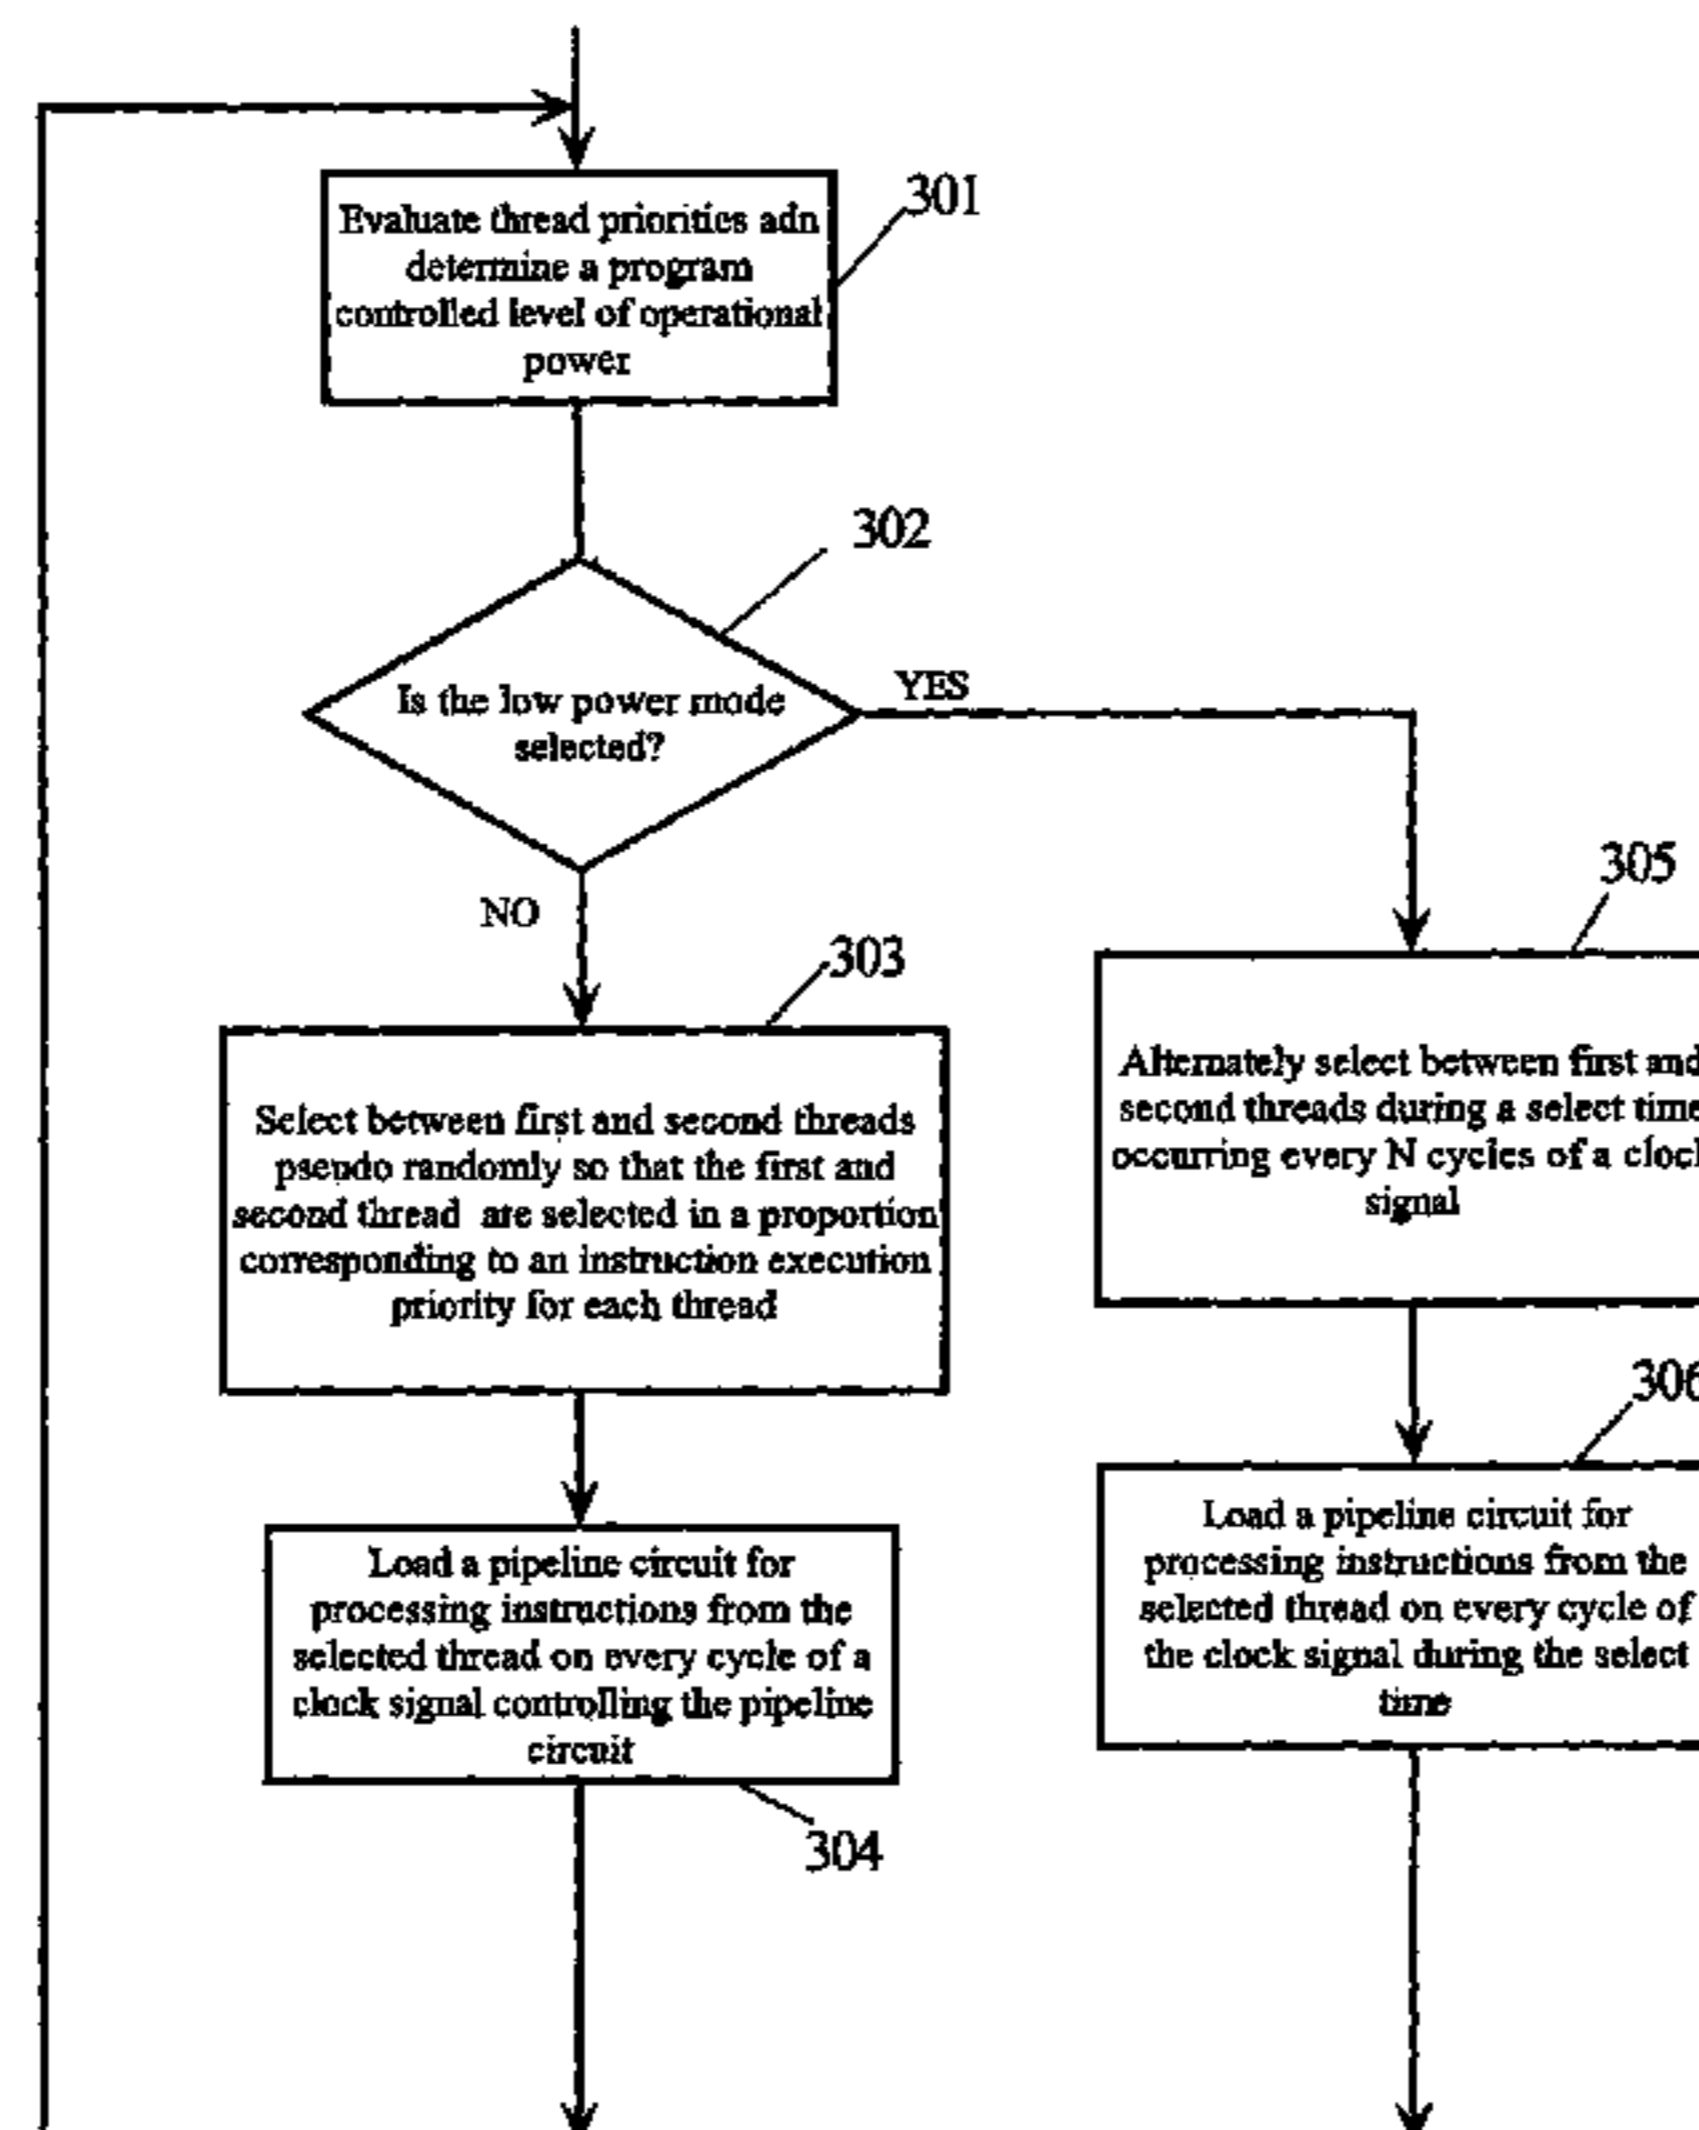 301
Evaluate thread priorities adn
determine a program
controlled level of operational
power
302
Is the low power mode
selected?
YES
NO
303
Select between first and second threads
pseudo randomly so that the first and
second thread are selected in a proportion
corresponding to an instruction execution
priority for each thread
Load a pipeline circuit for
processing instructions from the
selected thread on every cycle of a
clock signal controlling the pipeline
circuit
304
305
Alternately select between first and
second threads during a select time
occurring every N cycles of a clock
signal
306
Load a pipeline circuit for
processing instructions from the
selected thread on every cycle of
the clock signal during the select
time